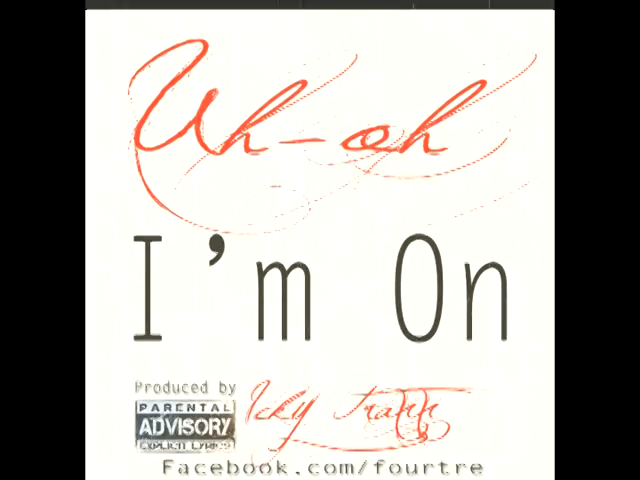 Uh-oh
I'm On
Produced by
PARENTAL
ADVISORY
EXPLICIT LYRICS
Facebook.com/fourtre